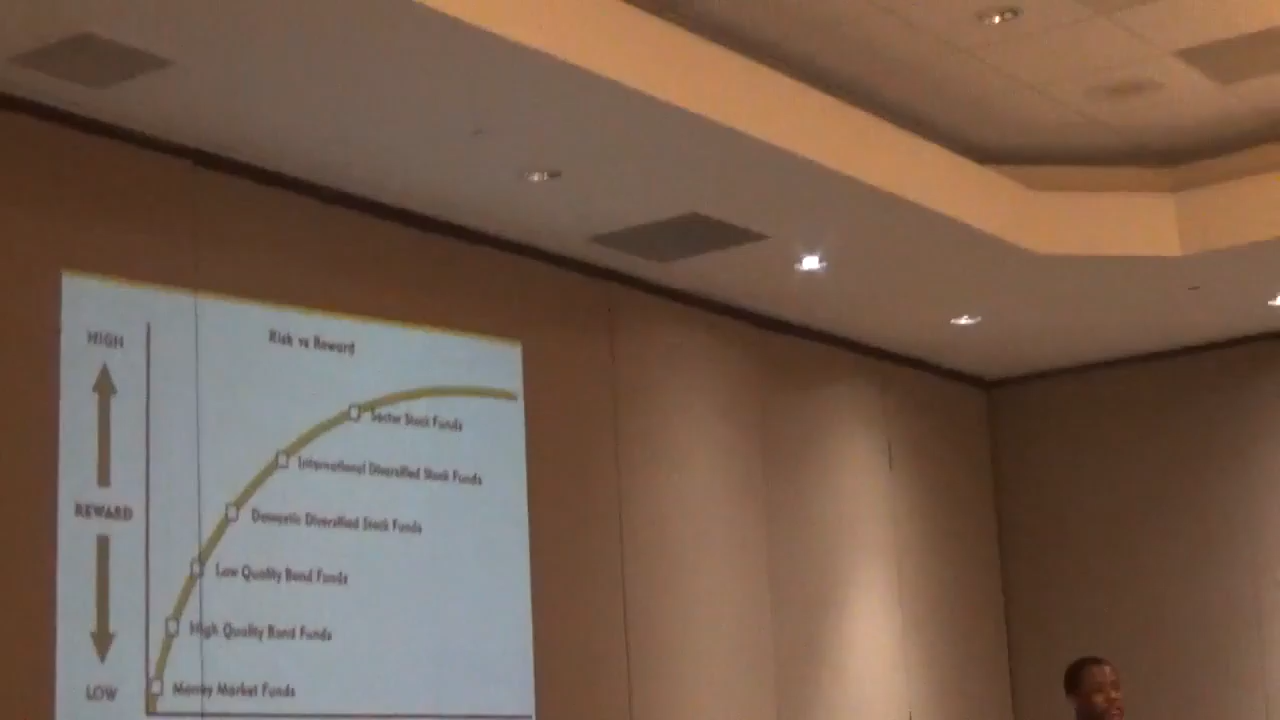 Risk vs Reward
HIGH
REWARD
LOW
Sector Stock Funds
International Diversified Stock Funds
Domestic Diversified Stock Funds
Low Quality Bond Funds
High Quality Bond Funds
Money Market Funds